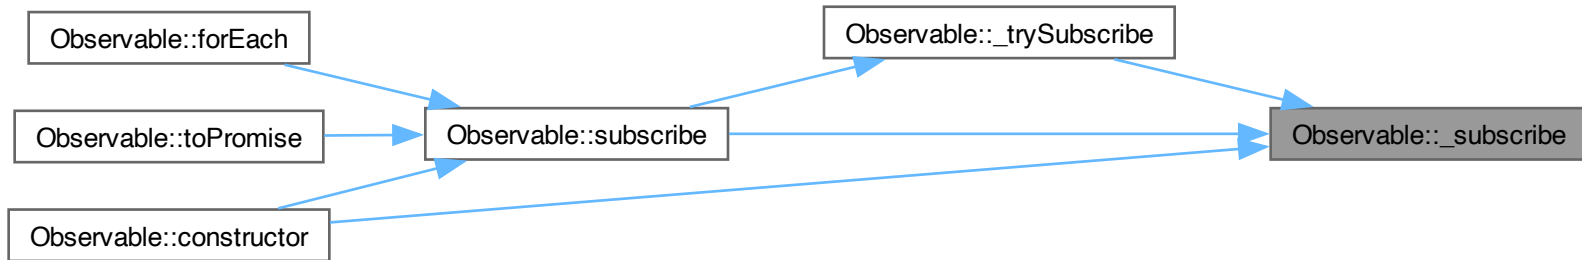 Observable::forEach
Observable::_trySubscribe
Observable::toPromise
Observable::subscribe
Observable::_subscribe
Observable::constructor